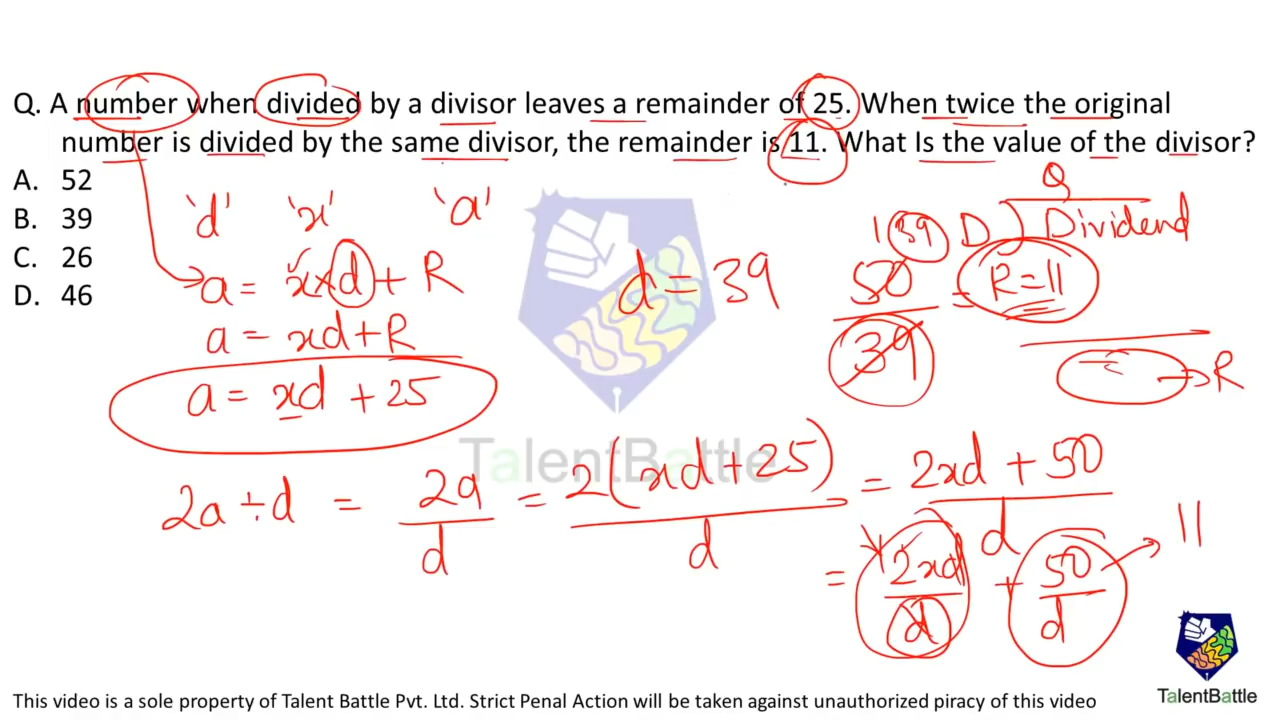 Q. A number when divided by a divisor leaves a remainder of 25. When twice the original
number is divided by the same divisor, the remainder is 11. What Is the value of the divisor?
A. 52
B. 39
C. 26
D. 46
'd' 'x' 'a'
a = x×d + R
a = xd + R
a = xd + 25
d = 39
Q
1 39 D ) Dividend
50/39 = R = 11
→ R
2a ÷ d = 2a/d = 2(xd + 25)/d = 2xd + 50/d
= 2xd/d + 50/d → 11
TalentBattle
TalentBattle
This video is a sole property of Talent Battle Pvt. Ltd. Strict Penal Action will be taken against unauthorized piracy of this video